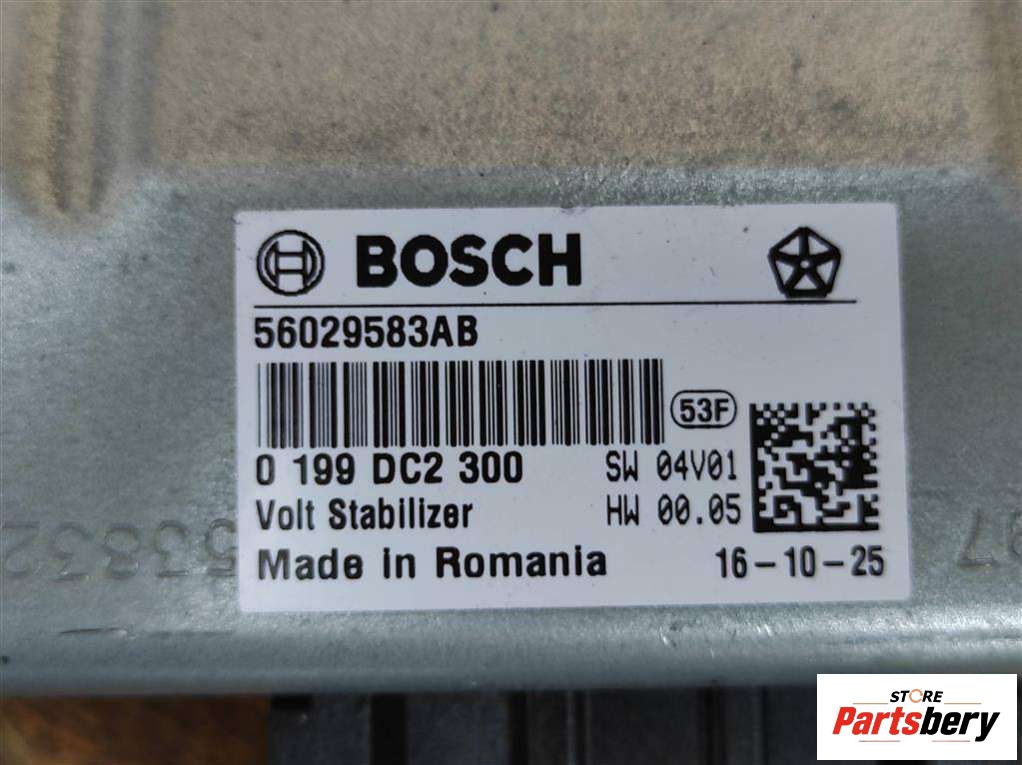 BOSCH
56029583AB
53F
0 199 DC2 300 SW 04V01
Volt Stabilizer HW 00.05
Made in Romania 16-10-25
STORE
Partsbery